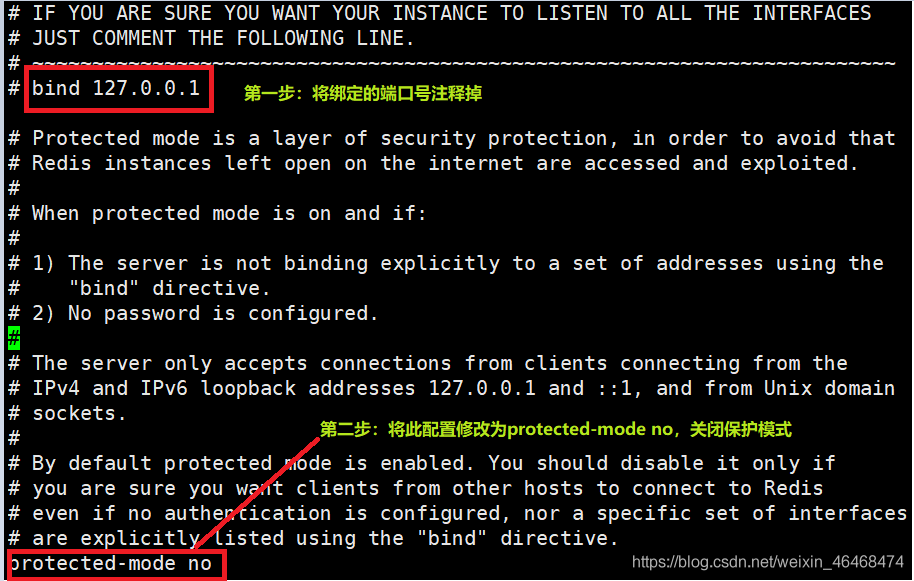 # IF YOU ARE SURE YOU WANT YOUR INSTANCE TO LISTEN TO ALL THE INTERFACES
# JUST COMMENT THE FOLLOWING LINE.
# ~~~~~~~~~~~~~~~~~~~~~~~~~~~~~~~~~~~~~~~~~~~~~~~~~~~~~~~~~~~~~~~~~~~~~~~~
# bind 127.0.0.1 第一步：将绑定的端口号注释掉
# Protected mode is a layer of security protection, in order to avoid that
# Redis instances left open on the internet are accessed and exploited.
#
# When protected mode is on and if:
#
# 1) The server is not binding explicitly to a set of addresses using the
#    "bind" directive.
# 2) No password is configured.
#
# The server only accepts connections from clients connecting from the
# IPv4 and IPv6 loopback addresses 127.0.0.1 and ::1, and from Unix domain
# sockets.
第二步：将此配置修改为protected-mode no，关闭保护模式
#
# By default protected mode is enabled. You should disable it only if
# you are sure you want clients from other hosts to connect to Redis
# even if no authentication is configured, nor a specific set of interfaces
# are explicitly listed using the "bind" directive.
protected-mode no
https://blog.csdn.net/weixin_46468474